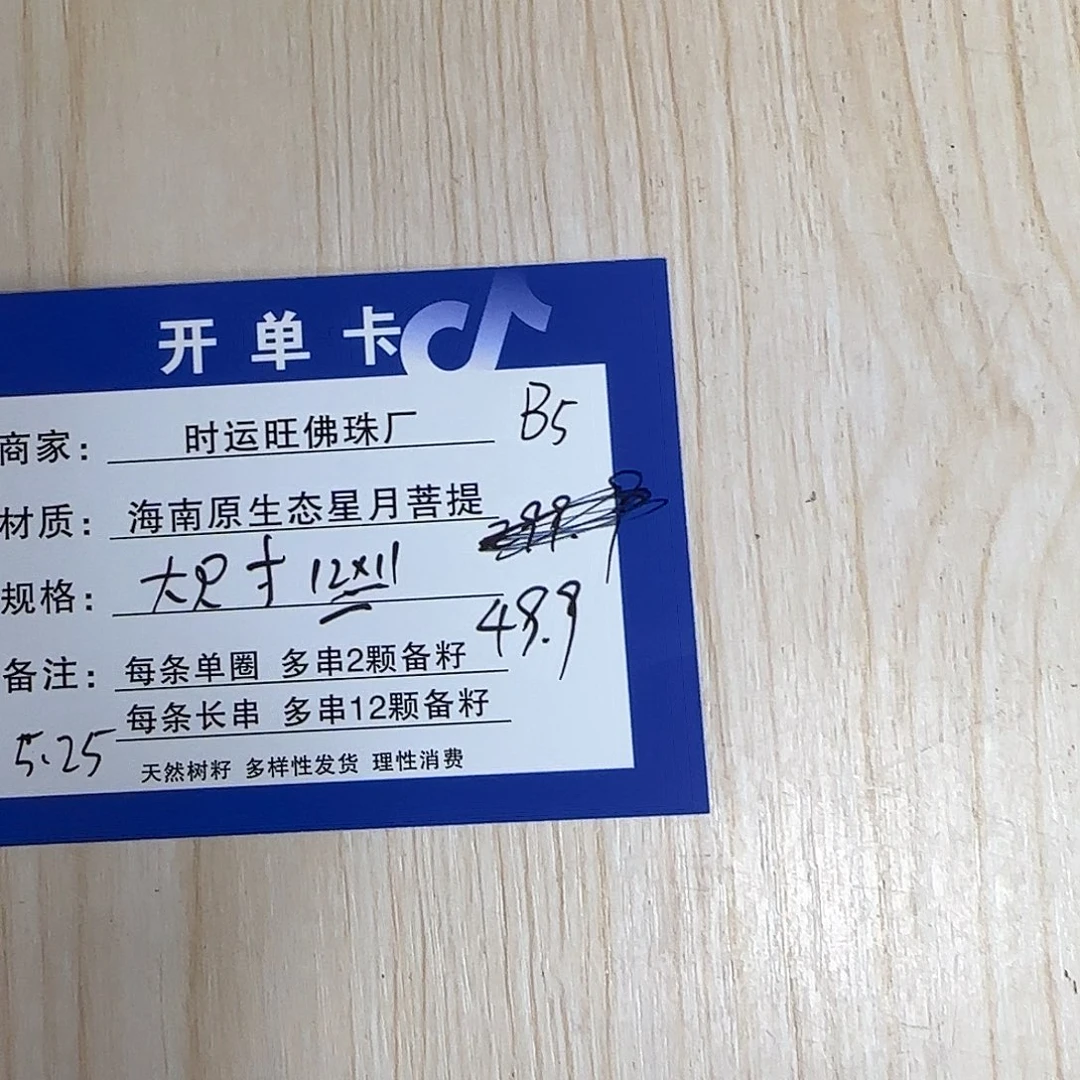 开单卡
商家： 时运旺佛珠厂 B5
材质： 海南原生态星月菩提
规格： 大尺寸 12×11
49.9
备注： 每条单圈 多串2颗备籽
每条长串 多串12颗备籽
5.25 天然树籽 多样性发货 理性消费